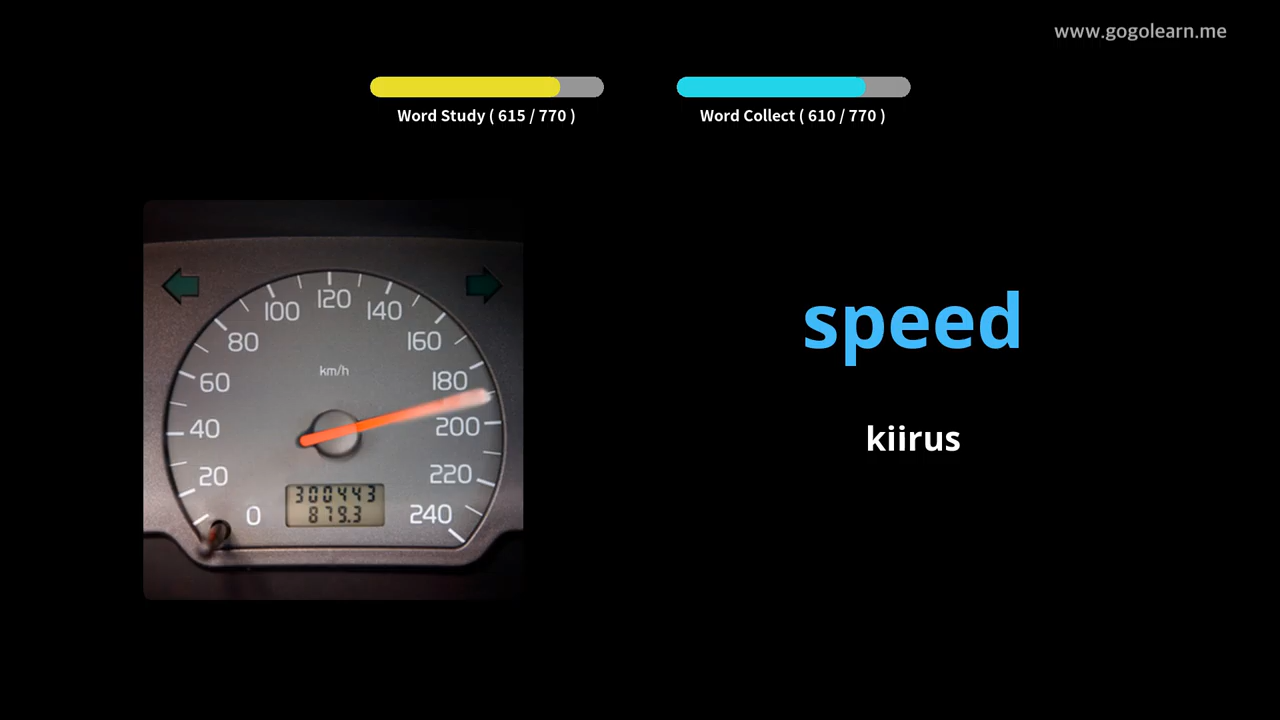 www.gogolearn.me
Word Study ( 615 / 770 )
Word Collect ( 610 / 770 )
speed
kiirus
120
100
140
80
160
km/h
60
180
40
200
20
220
300443
0
240
879.3